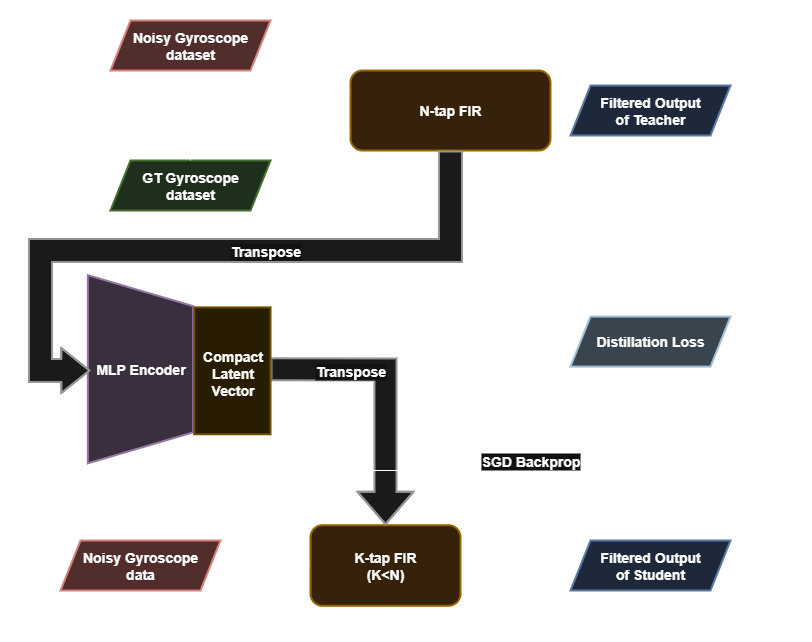 Noisy Gyroscope
dataset
N-tap FIR
Filtered Output
of Teacher
GT Gyroscope
dataset
Transpose
MLP Encoder
Compact
Latent
Vector
Transpose
Distillation Loss
SGD Backprop
Noisy Gyroscope
data
K-tap FIR
(K<N)
Filtered Output
of Student